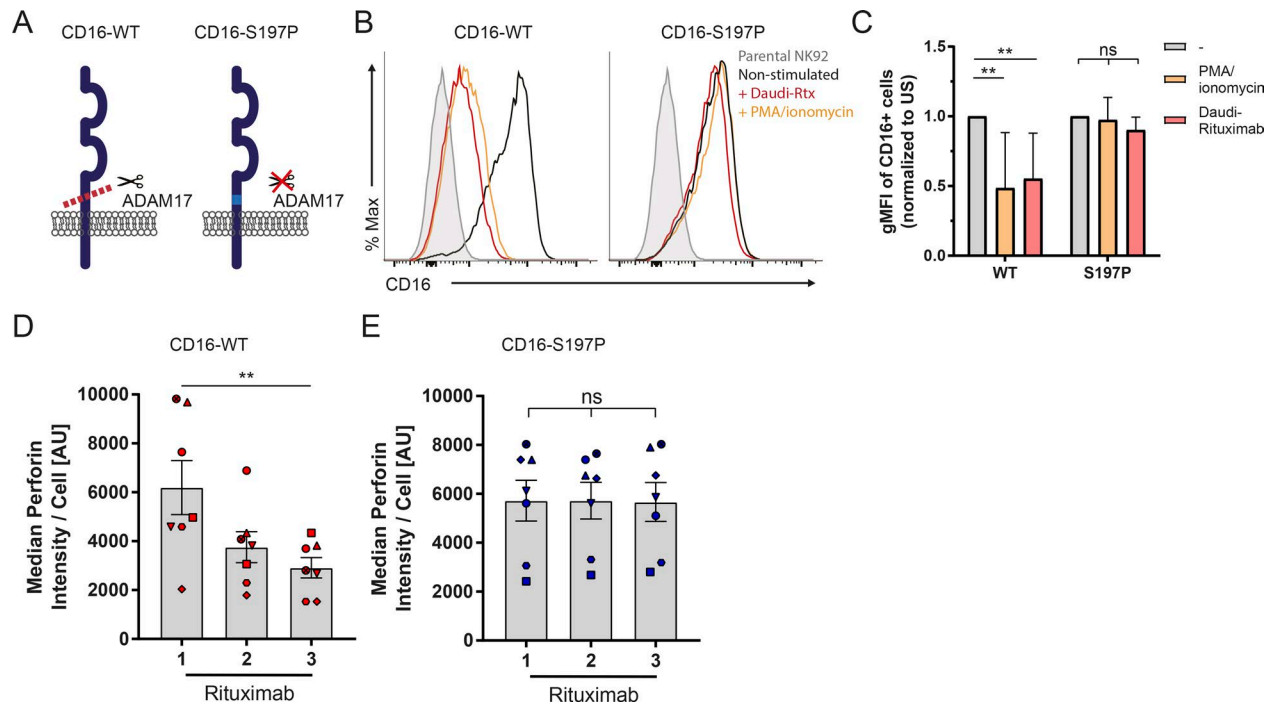 A
CD16-WT
CD16-S197P
ADAM17
ADAM17
B
CD16-WT
CD16-S197P
Parental NK92
Non-stimulated
+ Daudi-Rtx
+ PMA/ionomycin
% Max
CD16
C
gMFI of CD16+ cells
(normalized to US)
1.5
1.0
0.5
0.0
**
**
ns
WT
S197P
-
PMA/
ionomycin
Daudi-
Rituximab
D
CD16-WT
Median Perforin
Intensity / Cell [AU]
10000
8000
6000
4000
2000
0
**
1
2
3
Rituximab
E
CD16-S197P
Median Perforin
Intensity / Cell [AU]
10000
8000
6000
4000
2000
0
ns
1
2
3
Rituximab